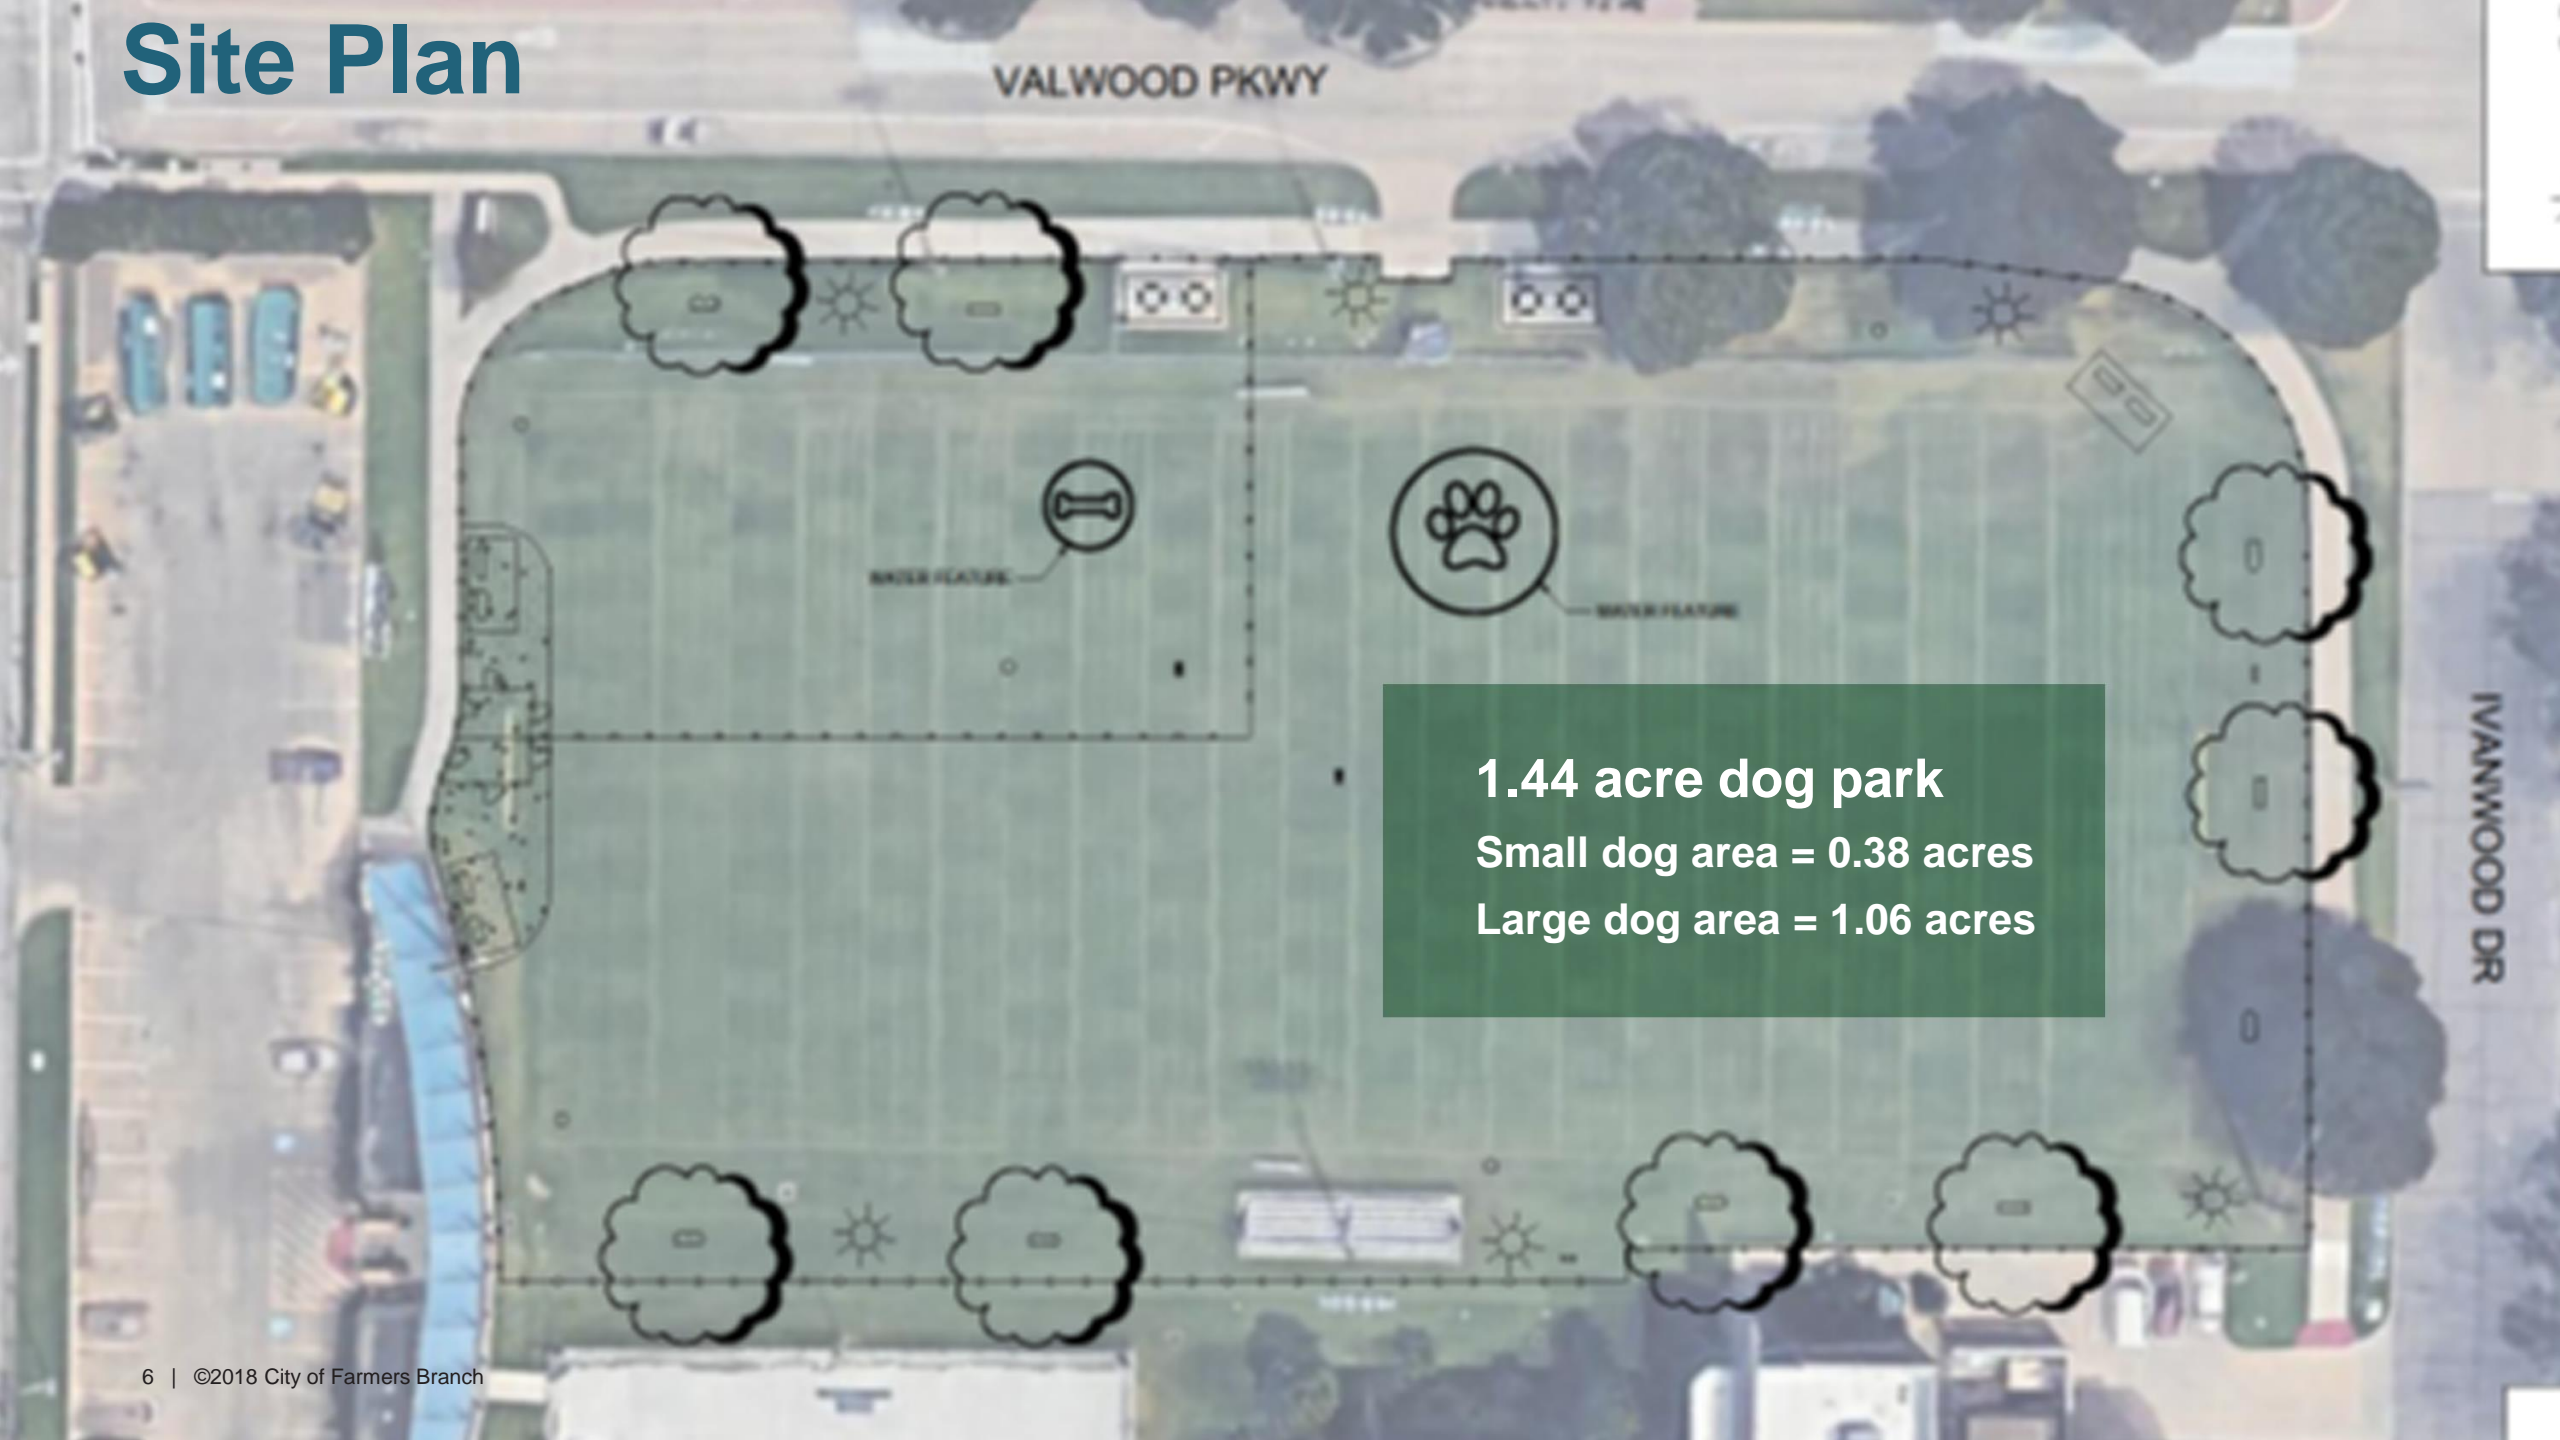 Site Plan
VALWOOD PKWY
WATER FEATURE
WATER FEATURE
1.44 acre dog park
Small dog area = 0.38 acres
Large dog area = 1.06 acres
IVANWOOD DR
6 | ©2018 City of Farmers Branch